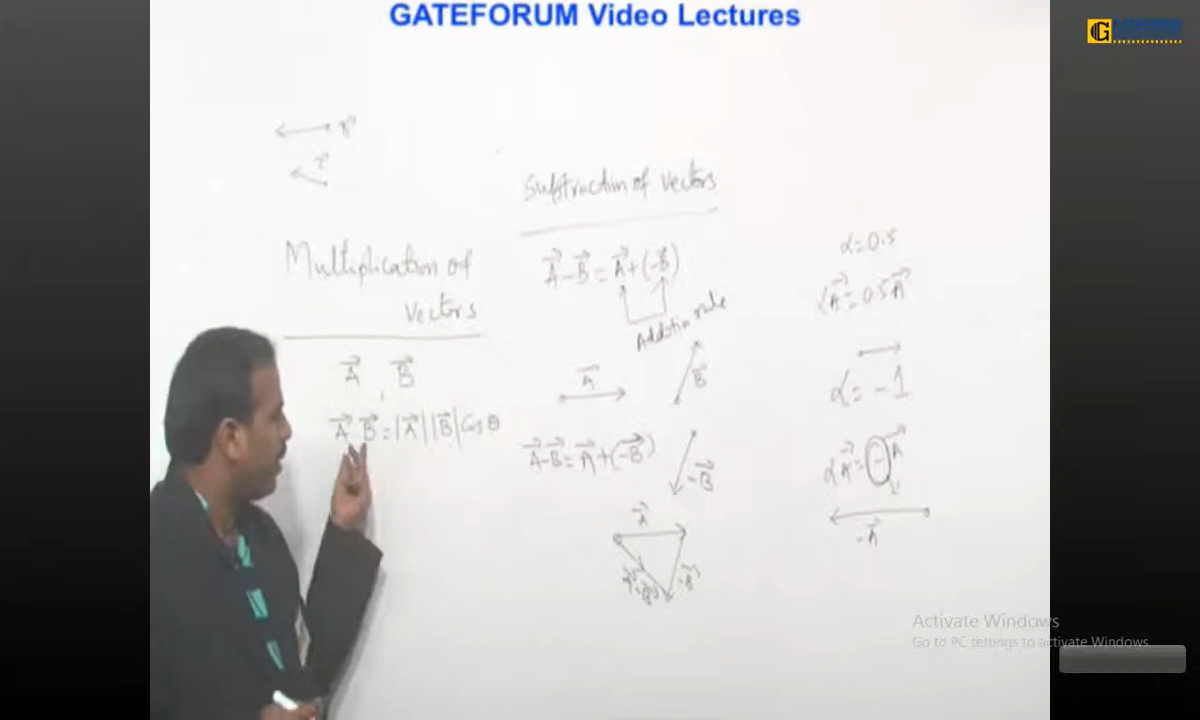 GATEFORUM Video Lectures
Subtraction of Vectors
A⃗-B⃗=A⃗+(-B⃗)
Addition rule
A⃗
B⃗
A⃗-B⃗=A⃗+(-B⃗)
-B⃗
A⃗
Multiplication of
Vectors
A⃗, B⃗
A⃗ B⃗=|A⃗||B⃗|Cos θ
α=0.5
αA⃗=0.5A⃗
α=-1
αA⃗=-A⃗
-A⃗
Activate Windows
Go to PC settings to activate Windows.